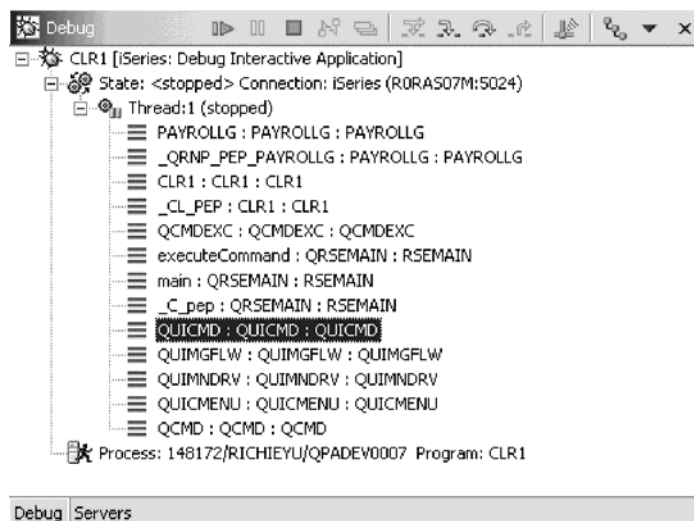 Debug
CLR1 [iSeries: Debug Interactive Application]
State: <stopped> Connection: iSeries (R0RAS07M:5024)
Thread:1 (stopped)
PAYROLLG : PAYROLLG : PAYROLLG
_QRNP_PEP_PAYROLLG : PAYROLLG : PAYROLLG
CLR1 : CLR1 : CLR1
_CL_PEP : CLR1 : CLR1
QCMDEXC : QCMDEXC : QCMDEXC
executeCommand : QRSEMAIN : RSEMAIN
main : QRSEMAIN : RSEMAIN
_C_pep : QRSEMAIN : RSEMAIN
QUICMD : QUICMD : QUICMD
QUIMGFLW : QUIMGFLW : QUIMGFLW
QUIMNDRV : QUIMNDRV : QUIMNDRV
QUICMENU : QUICMENU : QUICMENU
QCMD : QCMD : QCMD
Process: 148172/RICHIEYU/QPADEV0007 Program: CLR1
Debug Servers